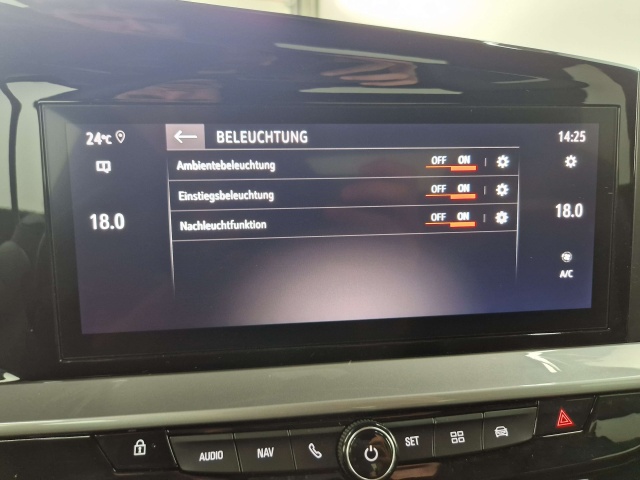 24°C
BELEUCHTUNG
14:25
Ambientebeleuchtung OFF ON
Einstiegsbeleuchtung OFF ON
18.0
18.0
Nachleuchtfunktion OFF ON
A/C
AUDIO NAV SET